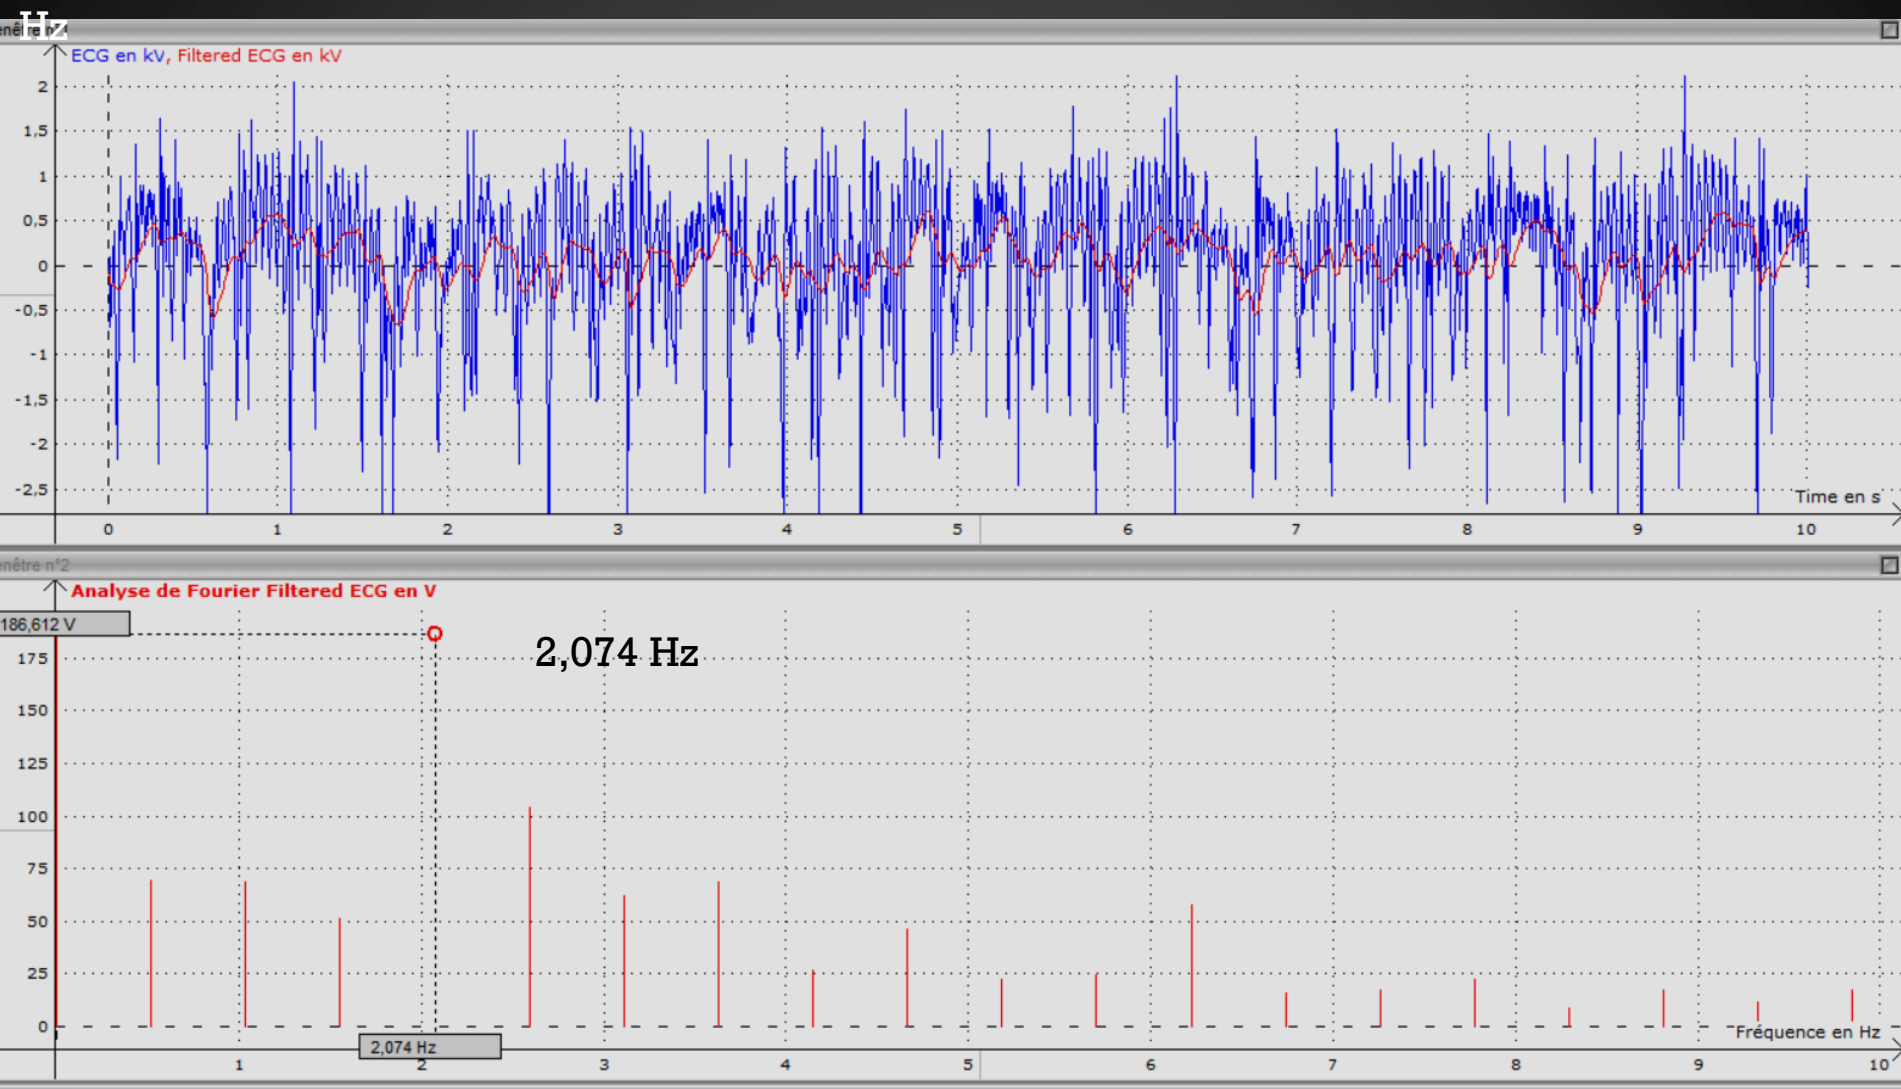 Hz
ECG en kV, Filtered ECG en kV
2
1,5
1
0,5
0
-0,5
-1
-1,5
-2
-2,5
Time en s
0 1 2 3 4 5 6 7 8 9 10
enêtre n°2
Analyse de Fourier Filtered ECG en V
186,612 V
2,074 Hz
175
150
125
100
75
50
25
0
Fréquence en Hz
2,074 Hz
1 2 3 4 5 6 7 8 9 10